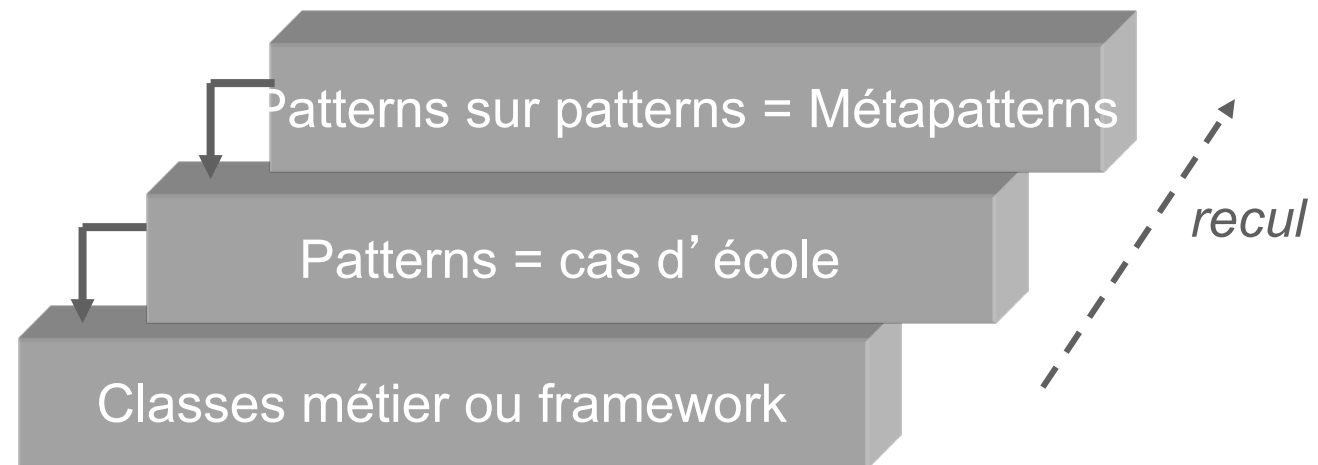 Patterns sur patterns = Métapatterns
recul
Patterns = cas d’ école
Classes métier ou framework